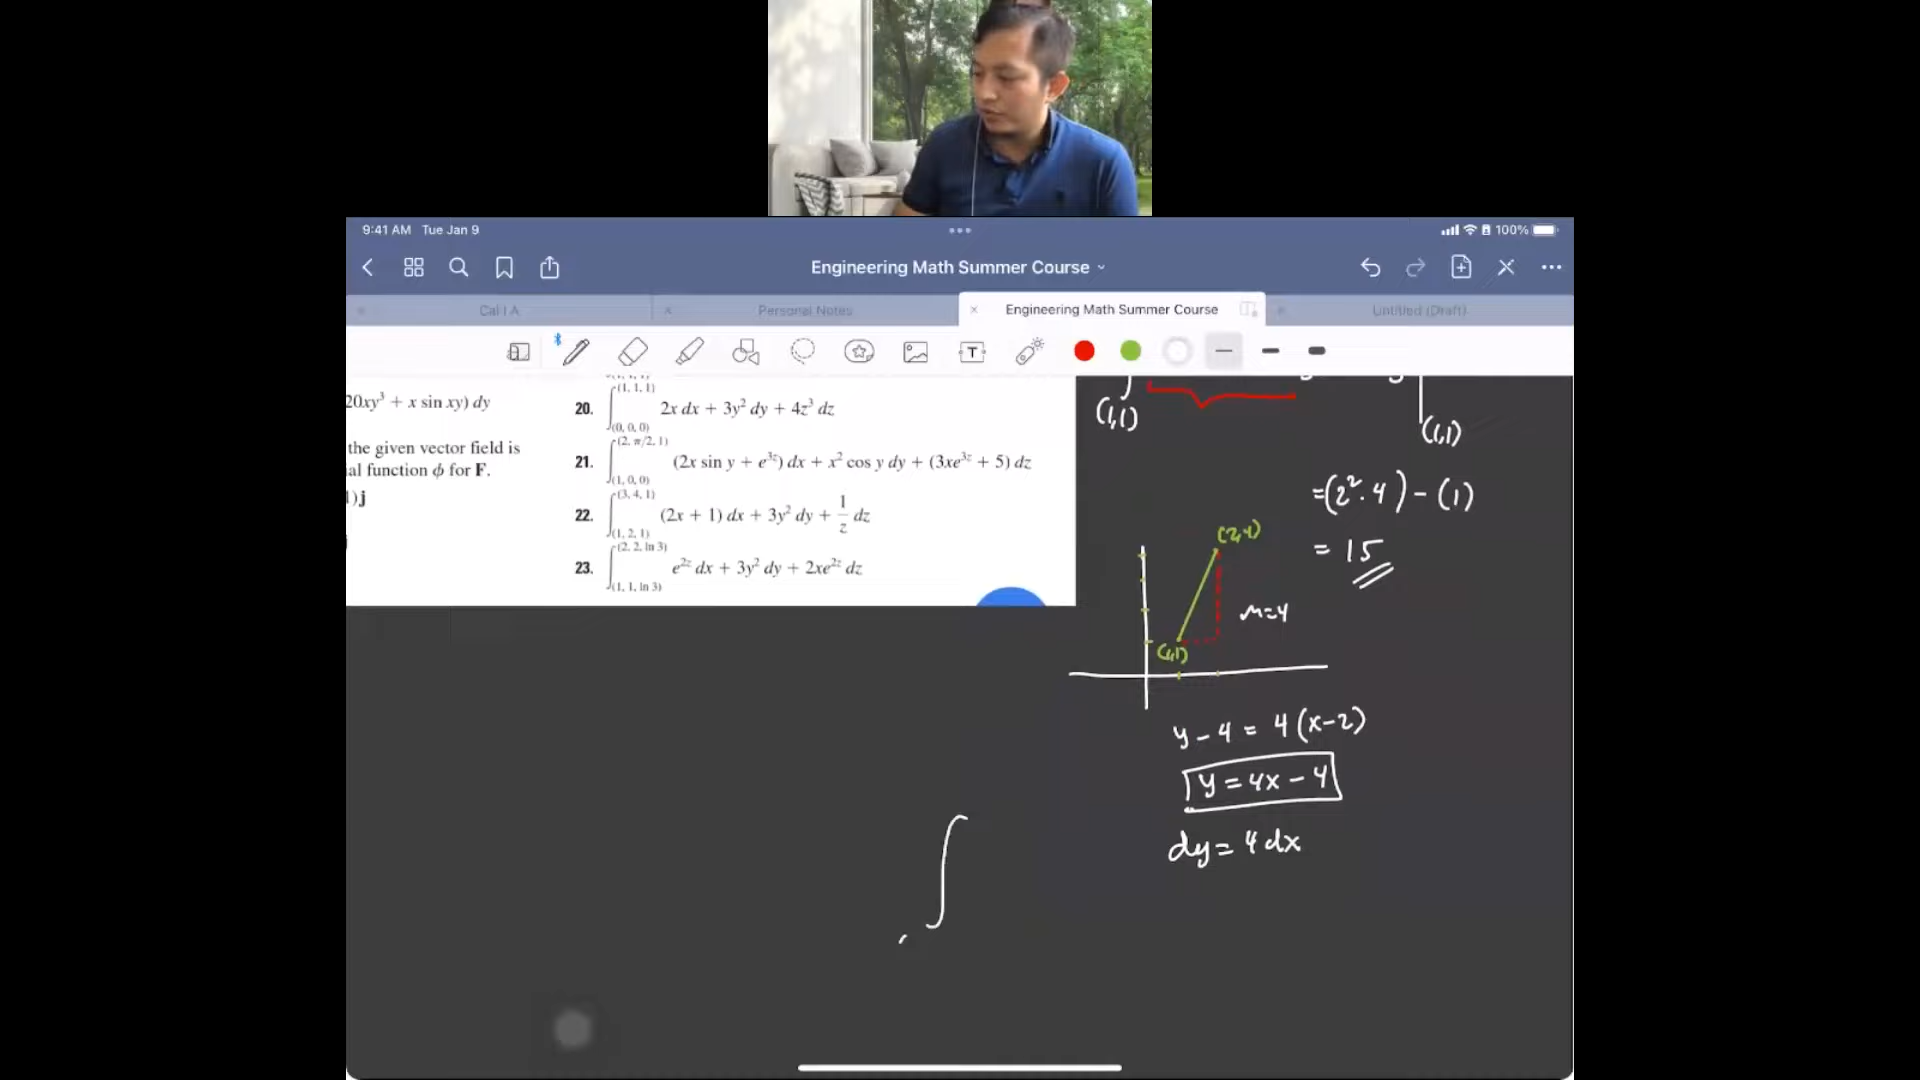 9:41 AM Tue Jan 9
100%
Engineering Math Summer Course
Cal I A
Personal Notes
Engineering Math Summer Course
Untitled (Draft)
20xy³ + x sin xy) dy
the given vector field is
al function ϕ for F.
)j
20. ∫_(0, 0, 0)^(1, 1, 1) 2x dx + 3y² dy + 4z³ dz
21. ∫_(1, 0, 0)^(2, π/2, 1) (2x sin y + e^{3z}) dx + x² cos y dy + (3xe^{3z} + 5) dz
22. ∫_(1, 2, 1)^(3, 4, 1) (2x + 1) dx + 3y² dy + 1/z dz
23. ∫_(1, 1, ln 3)^(2, 2, ln 3) e^{2z} dx + 3y² dy + 2xe^{2z} dz
(1,1)
(1,1)
=(2².4) - (1)
= 15
(2,4)
m=4
(1,1)
y - 4 = 4(x-2)
y = 4x - 4
dy = 4dx
∫